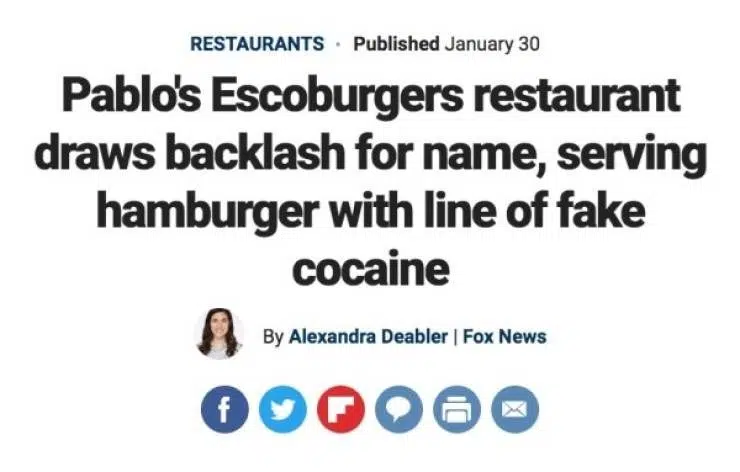 RESTAURANTS · Published January 30
Pablo's Escoburgers restaurant
draws backlash for name, serving
hamburger with line of fake
cocaine
By Alexandra Deabler | Fox News